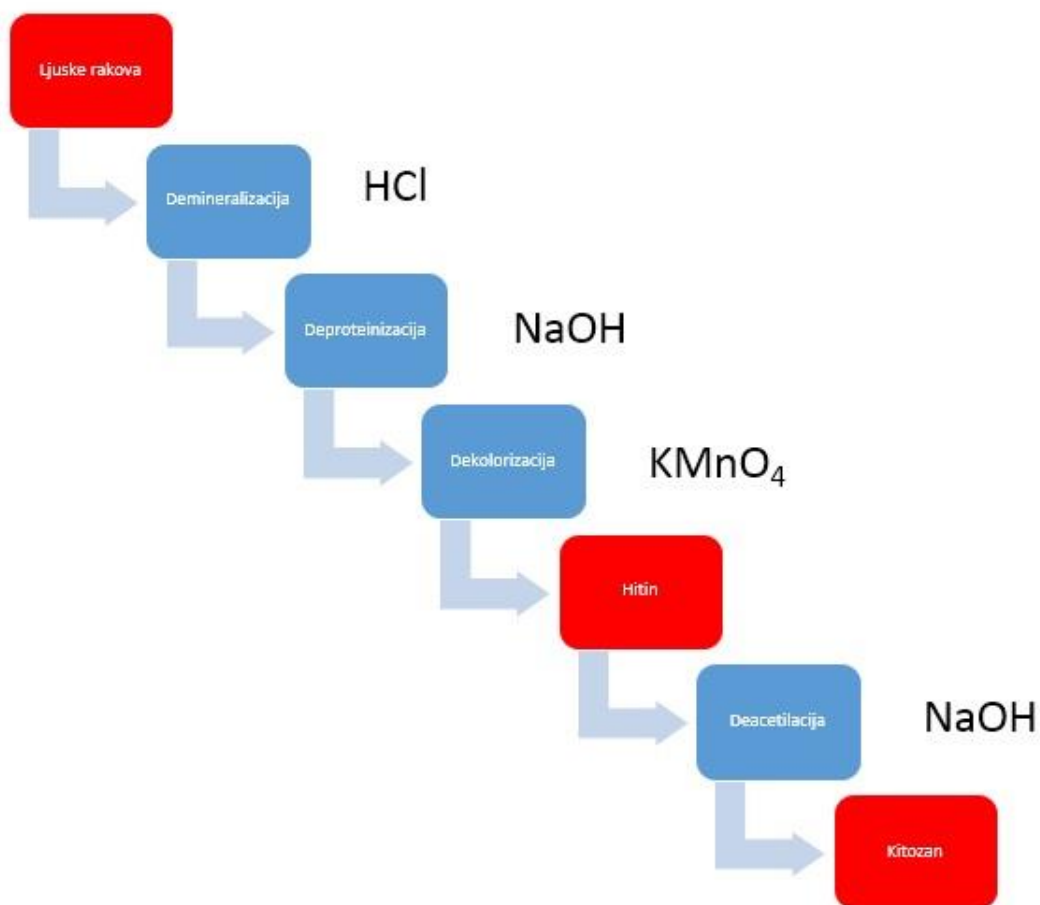 Ljuske rakova
Demineralizacija
HCl
Deproteinizacija
NaOH
Dekolorizacija
KMnO₄
Hitin
Deacetilacija
NaOH
Kitozan